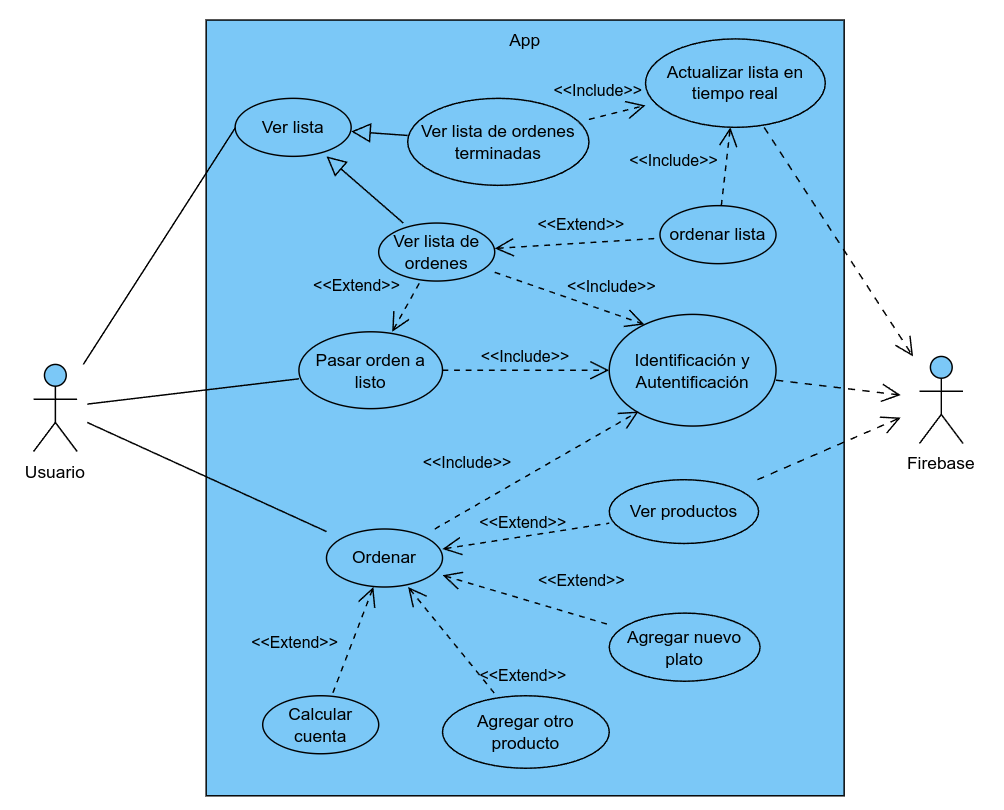 App
Actualizar lista en
tiempo real
<<Include>>
Ver lista
Ver lista de ordenes
terminadas
<<Include>>
<<Extend>>
ordenar lista
Ver lista de
ordenes
<<Extend>>
<<Include>>
Pasar orden a
listo
<<Include>>
Identificación y
Autentificación
Usuario
Firebase
<<Include>>
Ver productos
<<Extend>>
Ordenar
<<Extend>>
Agregar nuevo
plato
<<Extend>>
<<Extend>>
Calcular
cuenta
Agregar otro
producto